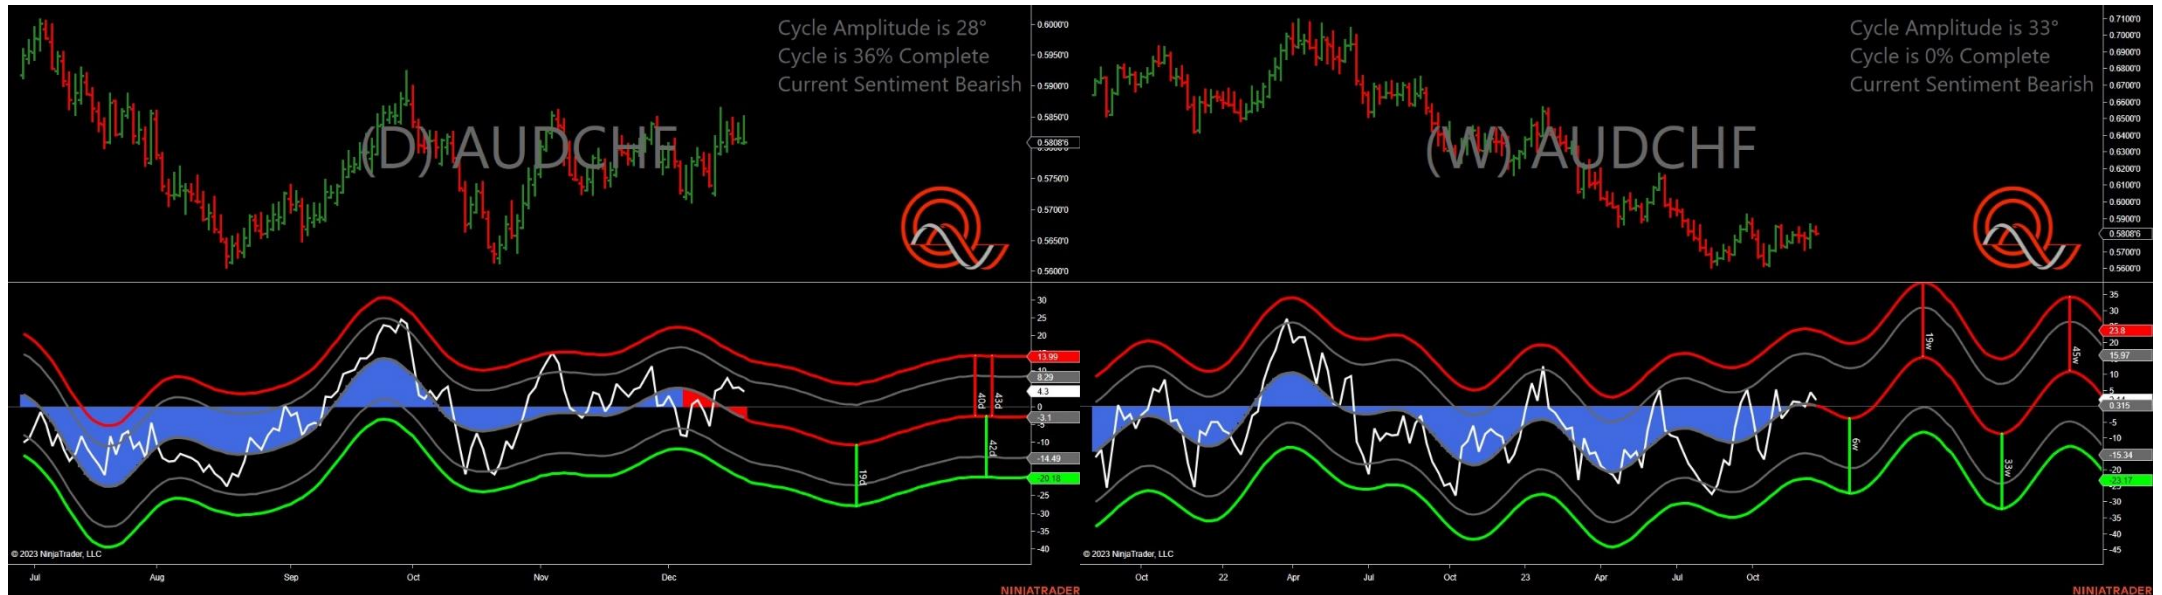 Cycle Amplitude is 28°
Cycle is 36% Complete
Current Sentiment Bearish
(D) AUDCHF
0.6000'0
0.5950'0
0.5900'0
0.5850'0
0.5808'6
0.5750'0
0.5700'0
0.5650'0
0.5600'0
30
25
20
13.99
10
8.29
4.3
0
-3.1
-5
-10
-14.49
-20.18
-25
-30
-35
-40
19d
40d
43d
42d
© 2023 NinjaTrader, LLC
Jul
Aug
Sep
Oct
Nov
Dec
NINJATRADER
Cycle Amplitude is 33°
Cycle is 0% Complete
Current Sentiment Bearish
(W) AUDCHF
0.7100'0
0.7000'0
0.6900'0
0.6800'0
0.6700'0
0.6600'0
0.6500'0
0.6400'0
0.6300'0
0.6200'0
0.6100'0
0.6000'0
0.5900'0
0.5808'6
0.5700'0
0.5600'0
35
30
23.8
15.97
10
5
0.315
-5
-10
-15.34
-20
-23.17
-30
-35
-40
-45
6w
19w
33w
45w
© 2023 NinjaTrader, LLC
Oct
22
Apr
Jul
Oct
23
Apr
Jul
Oct
NINJATRADER